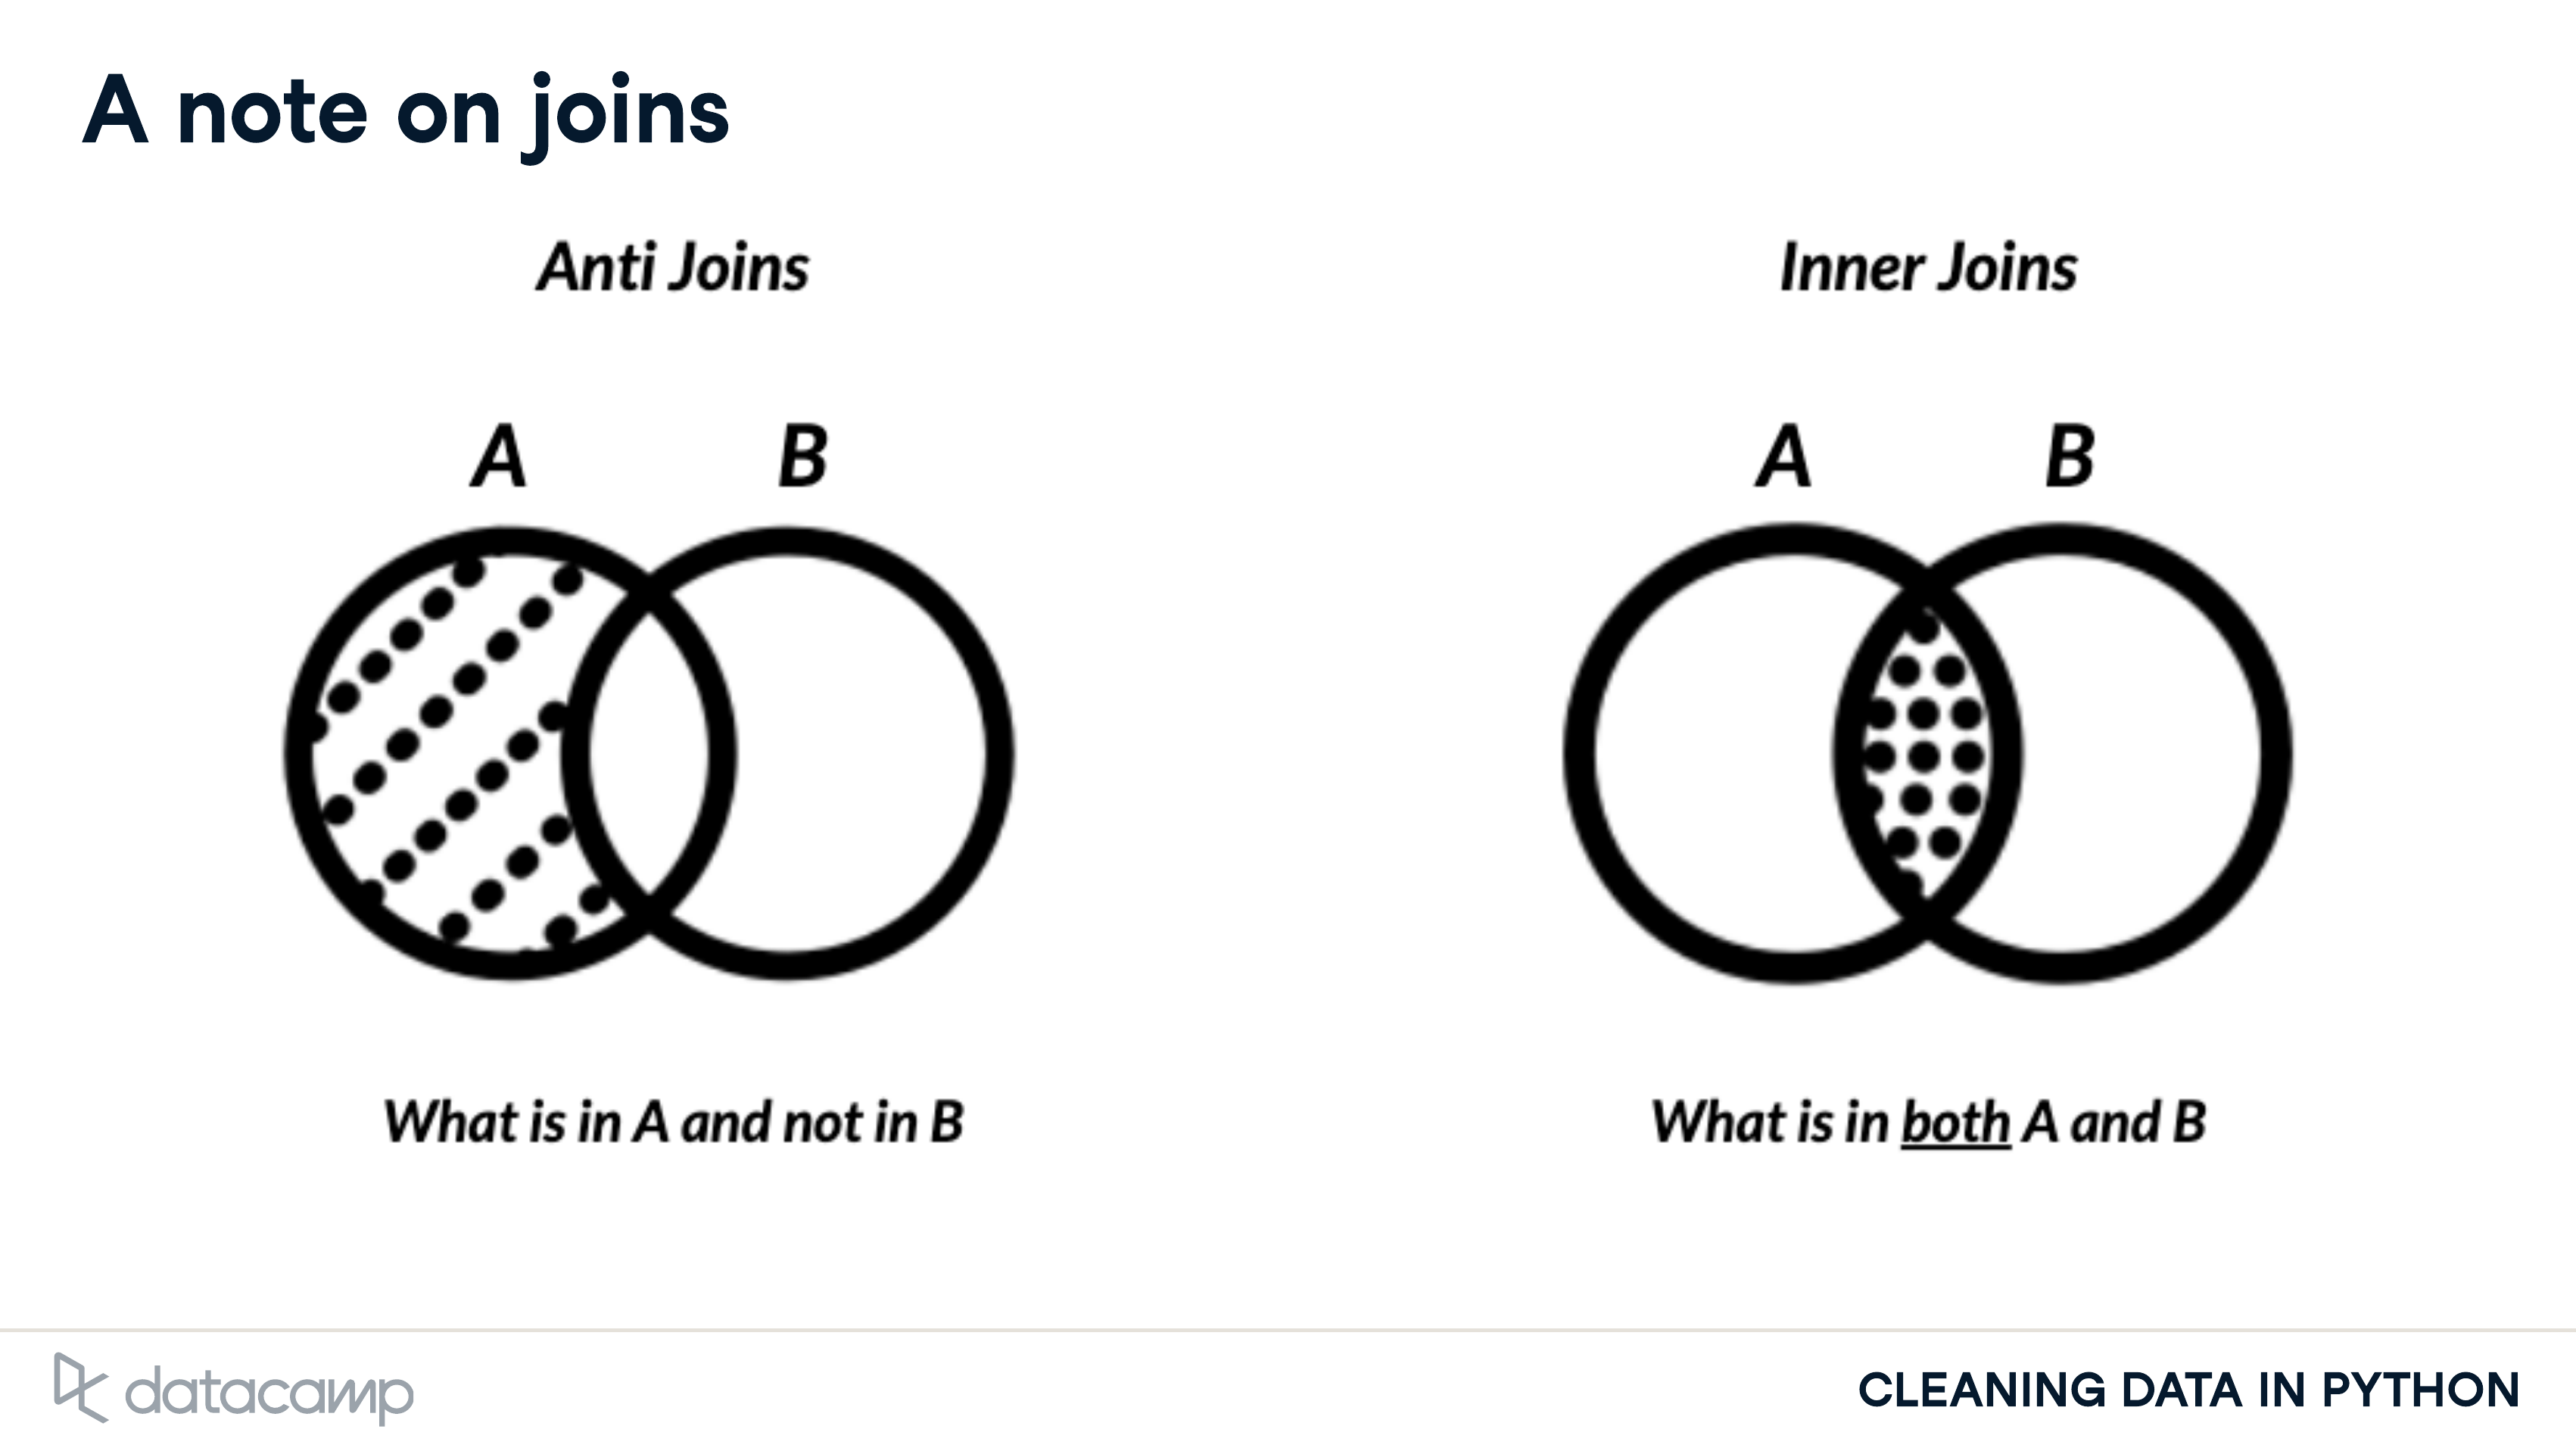 A note on joins
Anti Joins
A B
What is in A and not in B
Inner Joins
A B
What is in both A and B
datacamp
CLEANING DATA IN PYTHON